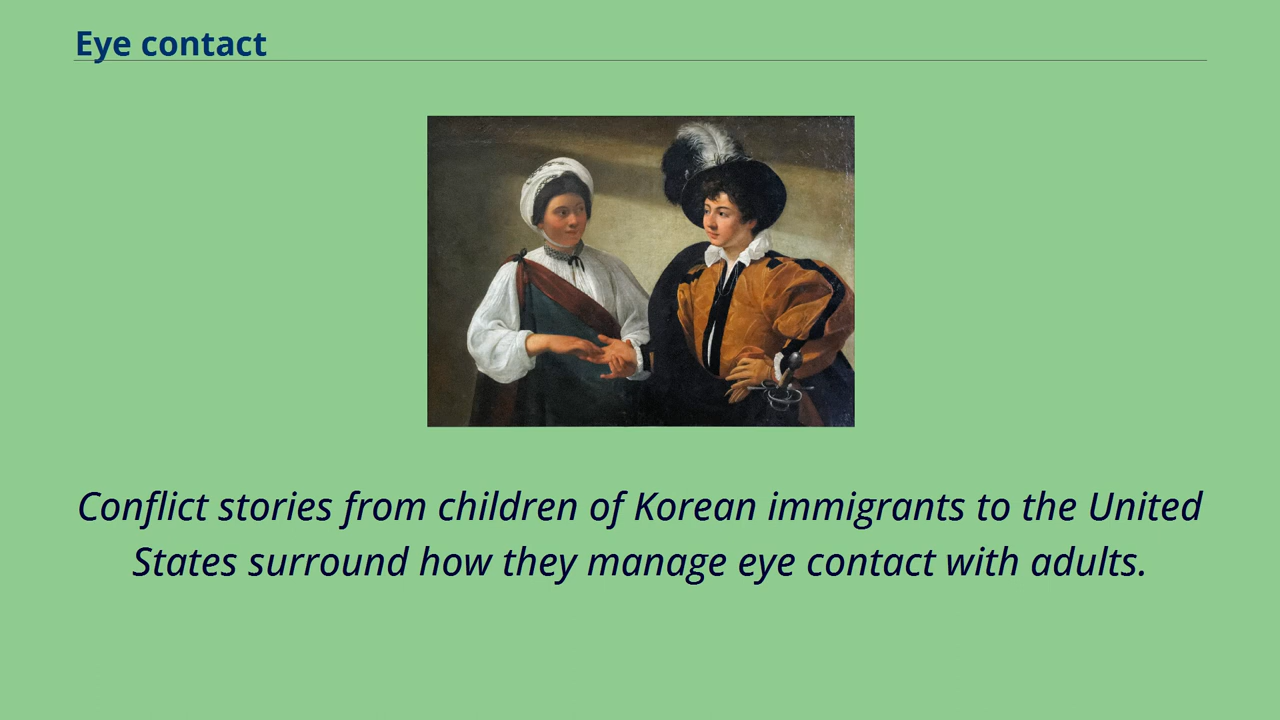 Eye contact
Conflict stories from children of Korean immigrants to the United
States surround how they manage eye contact with adults.